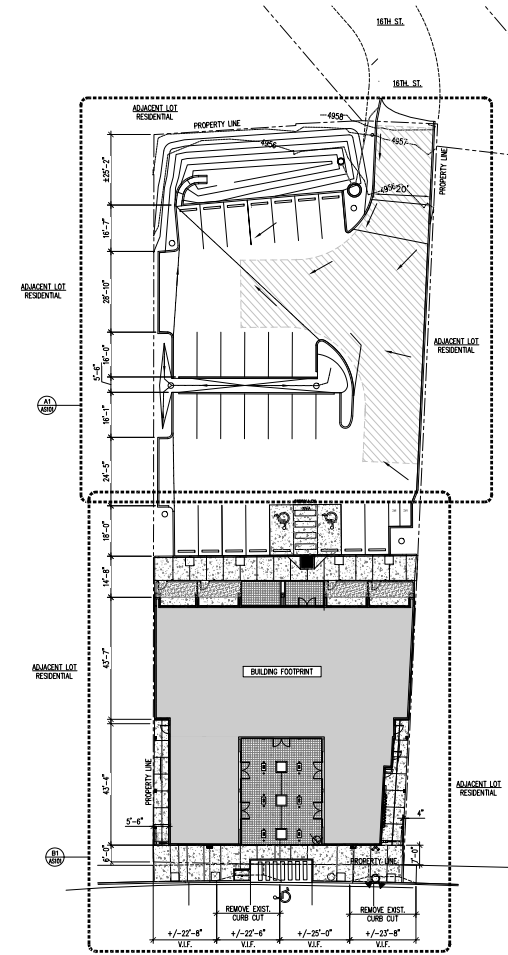 16TH ST.
16TH. ST.
ADJACENT LOT
RESIDENTIAL
PROPERTY LINE
4958
4957
4956
4956
20'
PROPERTY LINE
±25'-2"
16'-7"
28'-10"
ADJACENT LOT
RESIDENTIAL
ADJACENT LOT
RESIDENTIAL
16'-0"
5'-6"
A1
AS101
16'-1"
24'-5"
18'-0"
14'-8"
ADJACENT LOT
RESIDENTIAL
43'-7"
BUILDING FOOTPRINT
PROPERTY LINE
43'-4"
ADJACENT LOT
RESIDENTIAL
5'-6"
4"
6'-0"
B1
AS101
PROPERTY LINE
7'-0"
REMOVE EXIST.
CURB CUT
REMOVE EXIST.
CURB CUT
+/-22'-8" +/-22'-6" +/-25'-0" +/-23'-8"
V.I.F. V.I.F. V.I.F. V.I.F.